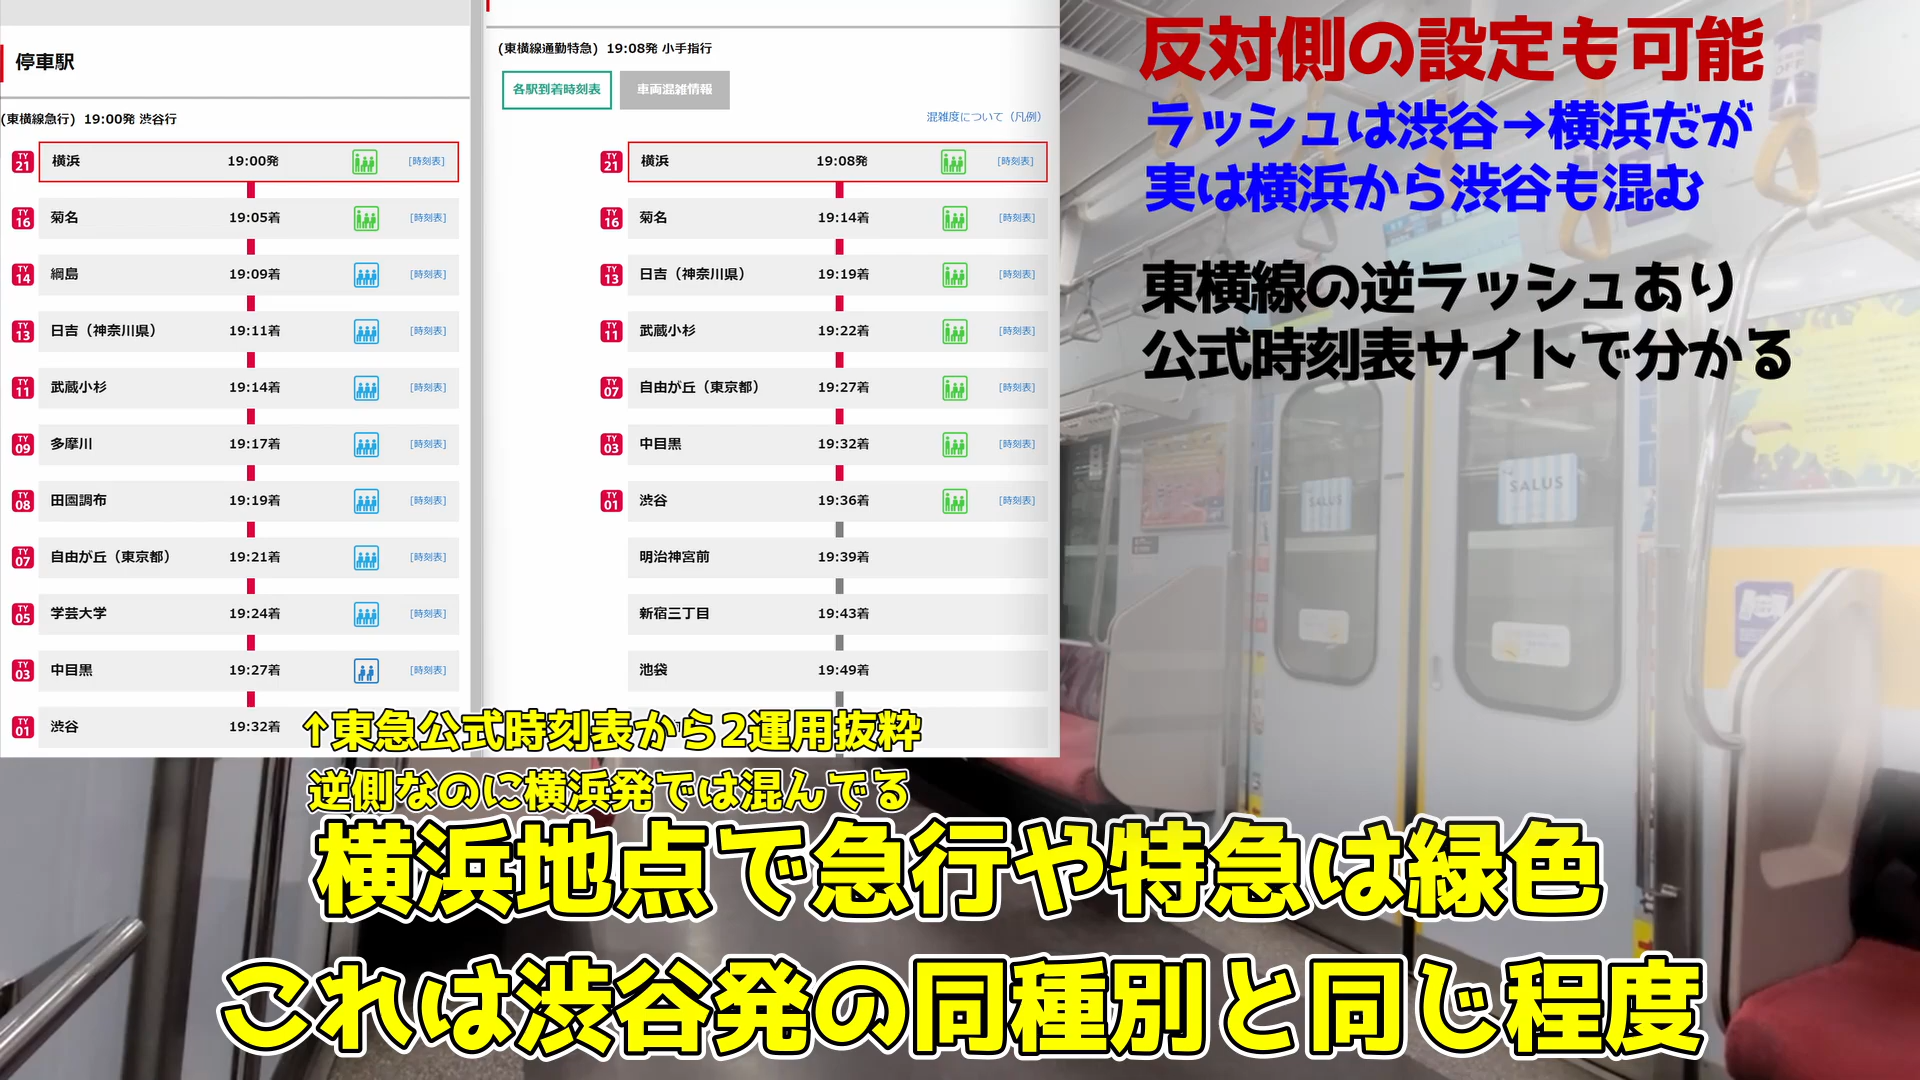 停車駅
(東横線急行) 19:00発 渋谷行
TY 21 横浜 19:00発 [時刻表]
TY 16 菊名 19:05着 [時刻表]
TY 14 綱島 19:09着 [時刻表]
TY 13 日吉（神奈川県） 19:11着 [時刻表]
TY 11 武蔵小杉 19:14着 [時刻表]
TY 09 多摩川 19:17着 [時刻表]
TY 08 田園調布 19:19着 [時刻表]
TY 07 自由が丘（東京都） 19:21着 [時刻表]
TY 05 学芸大学 19:24着 [時刻表]
TY 03 中目黒 19:27着 [時刻表]
TY 01 渋谷 19:32着
(東横線通勤特急) 19:08発 小手指行
各駅到着時刻表 車両混雑情報
混雑度について（凡例）
TY 21 横浜 19:08発 [時刻表]
TY 16 菊名 19:14着 [時刻表]
TY 13 日吉（神奈川県） 19:19着 [時刻表]
TY 11 武蔵小杉 19:22着 [時刻表]
TY 07 自由が丘（東京都） 19:27着 [時刻表]
TY 03 中目黒 19:32着 [時刻表]
TY 01 渋谷 19:36着 [時刻表]
明治神宮前 19:39着
新宿三丁目 19:43着
池袋 19:49着
反対側の設定も可能
ラッシュは渋谷→横浜だが
実は横浜から渋谷も混む
東横線の逆ラッシュあり
公式時刻表サイトで分かる
SALUS
SALUS
↑東急公式時刻表から2運用抜粋
逆側なのに横浜発では混んでる
横浜地点で急行や特急は緑色
これは渋谷発の同種別と同じ程度